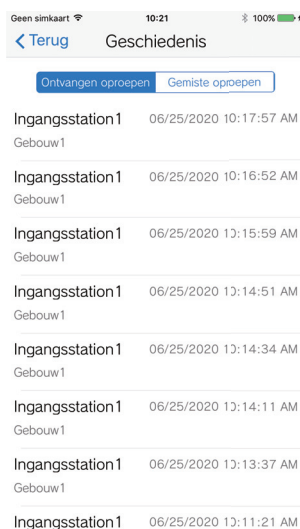 Geen simkaart 10:21 100%
Terug Geschiedenis
Ontvangen oproepen Gemiste oproepen
Ingangsstation1 06/25/2020 10:17:57 AM
Gebouw1
Ingangsstation1 06/25/2020 10:16:52 AM
Gebouw1
Ingangsstation1 06/25/2020 10:15:59 AM
Gebouw1
Ingangsstation1 06/25/2020 10:14:51 AM
Gebouw1
Ingangsstation1 06/25/2020 10:14:34 AM
Gebouw1
Ingangsstation1 06/25/2020 10:14:11 AM
Gebouw1
Ingangsstation1 06/25/2020 10:13:37 AM
Gebouw1
Ingangsstation1 06/25/2020 10:11:21 AM